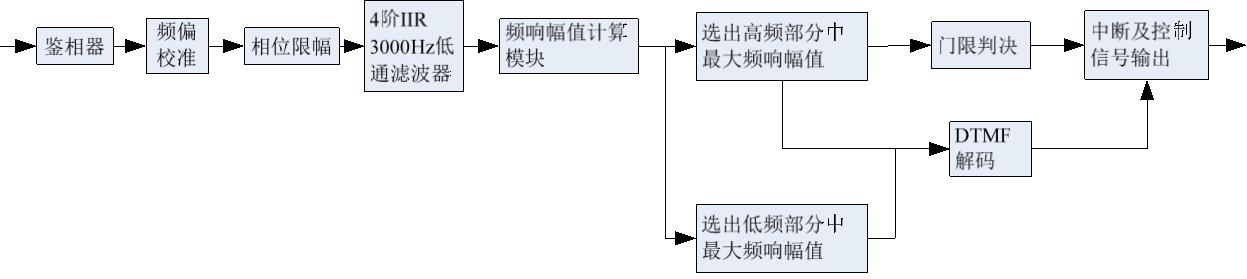 鉴相器
频偏
校准
相位限幅
4阶IIR
3000Hz低
通滤波器
频响幅值计算
模块
选出高频部分中
最大频响幅值
门限判决
中断及控制
信号输出
DTMF
解码
选出低频部分中
最大频响幅值